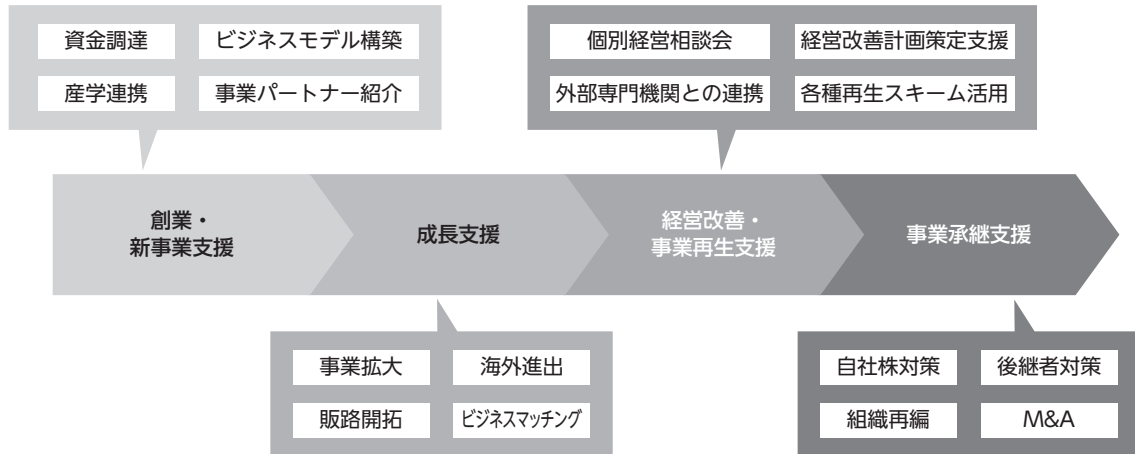 資金調達
ビジネスモデル構築
産学連携
事業パートナー紹介
個別経営相談会
経営改善計画策定支援
外部専門機関との連携
各種再生スキーム活用
創業・
新事業支援
成長支援
経営改善・
事業再生支援
事業承継支援
事業拡大
海外進出
販路開拓
ビジネスマッチング
自社株対策
後継者対策
組織再編
M&A